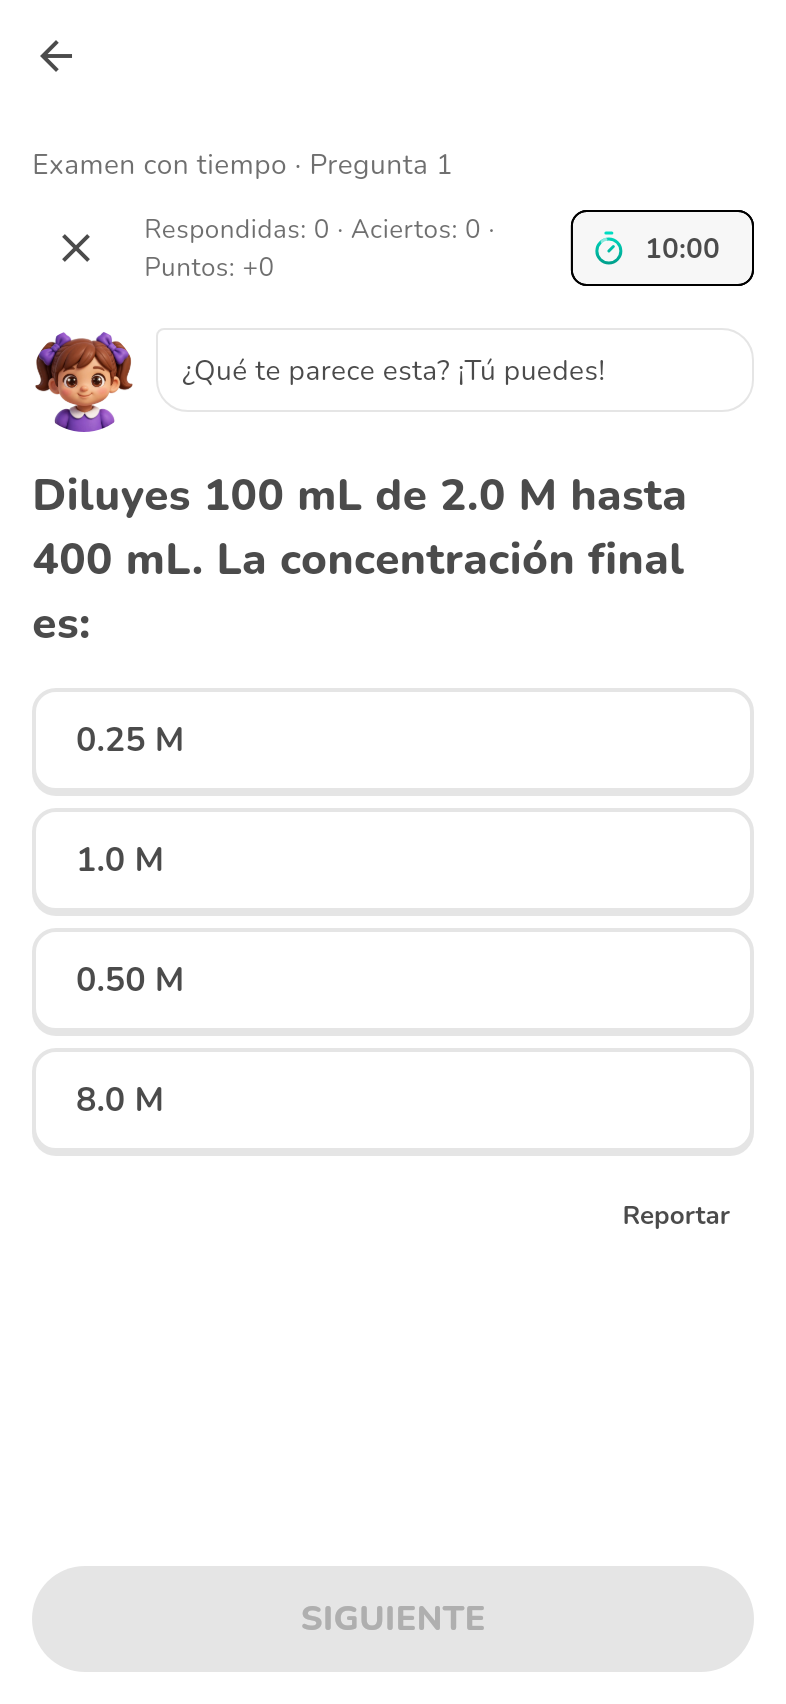 Examen con tiempo · Pregunta 1
Respondidas: 0 · Aciertos: 0 ·
Puntos: +0
10:00
¿Qué te parece esta? ¡Tú puedes!
Diluyes 100 mL de 2.0 M hasta
400 mL. La concentración final
es:
0.25 M
1.0 M
0.50 M
8.0 M
Reportar
SIGUIENTE